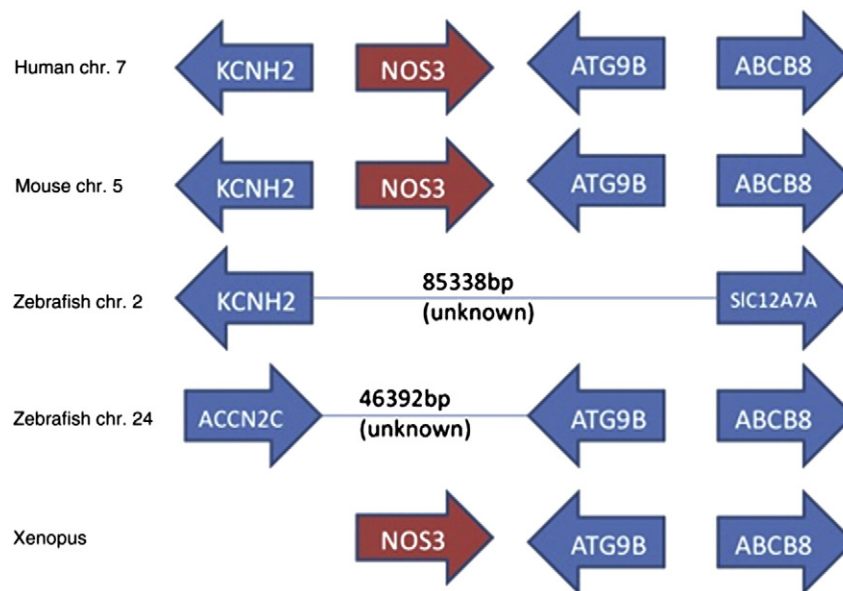 Human chr. 7 KCNH2 NOS3 ATG9B ABCB8
Mouse chr. 5 KCNH2 NOS3 ATG9B ABCB8
85338bp
Zebrafish chr. 2 KCNH2 SlC12A7A
(unknown)
46392bp
Zebrafish chr. 24 ACCN2C ATG9B ABCB8
(unknown)
Xenopus NOS3 ATG9B ABCB8